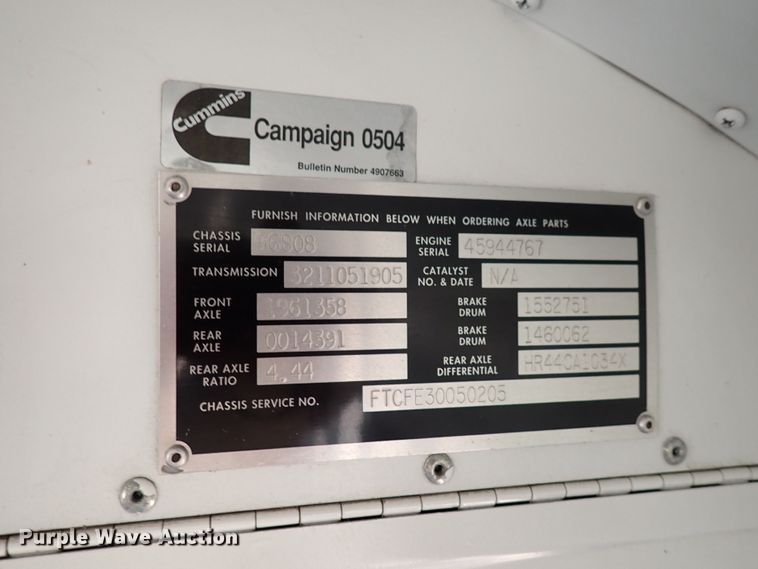 Cummins
Campaign 0504
Bulletin Number 4907663
FURNISH INFORMATION BELOW WHEN ORDERING AXLE PARTS
CHASSIS SERIAL 66808 ENGINE SERIAL 45944767
TRANSMISSION 3211051905 CATALYST NO. & DATE N/A
FRONT AXLE 1961358 BRAKE DRUM 1552751
REAR AXLE 0014391 BRAKE DRUM 1460062
REAR AXLE RATIO 4.44 REAR AXLE DIFFERENTIAL HR44CA1034X
CHASSIS SERVICE NO. FTCFE30050205
Purple Wave Auction